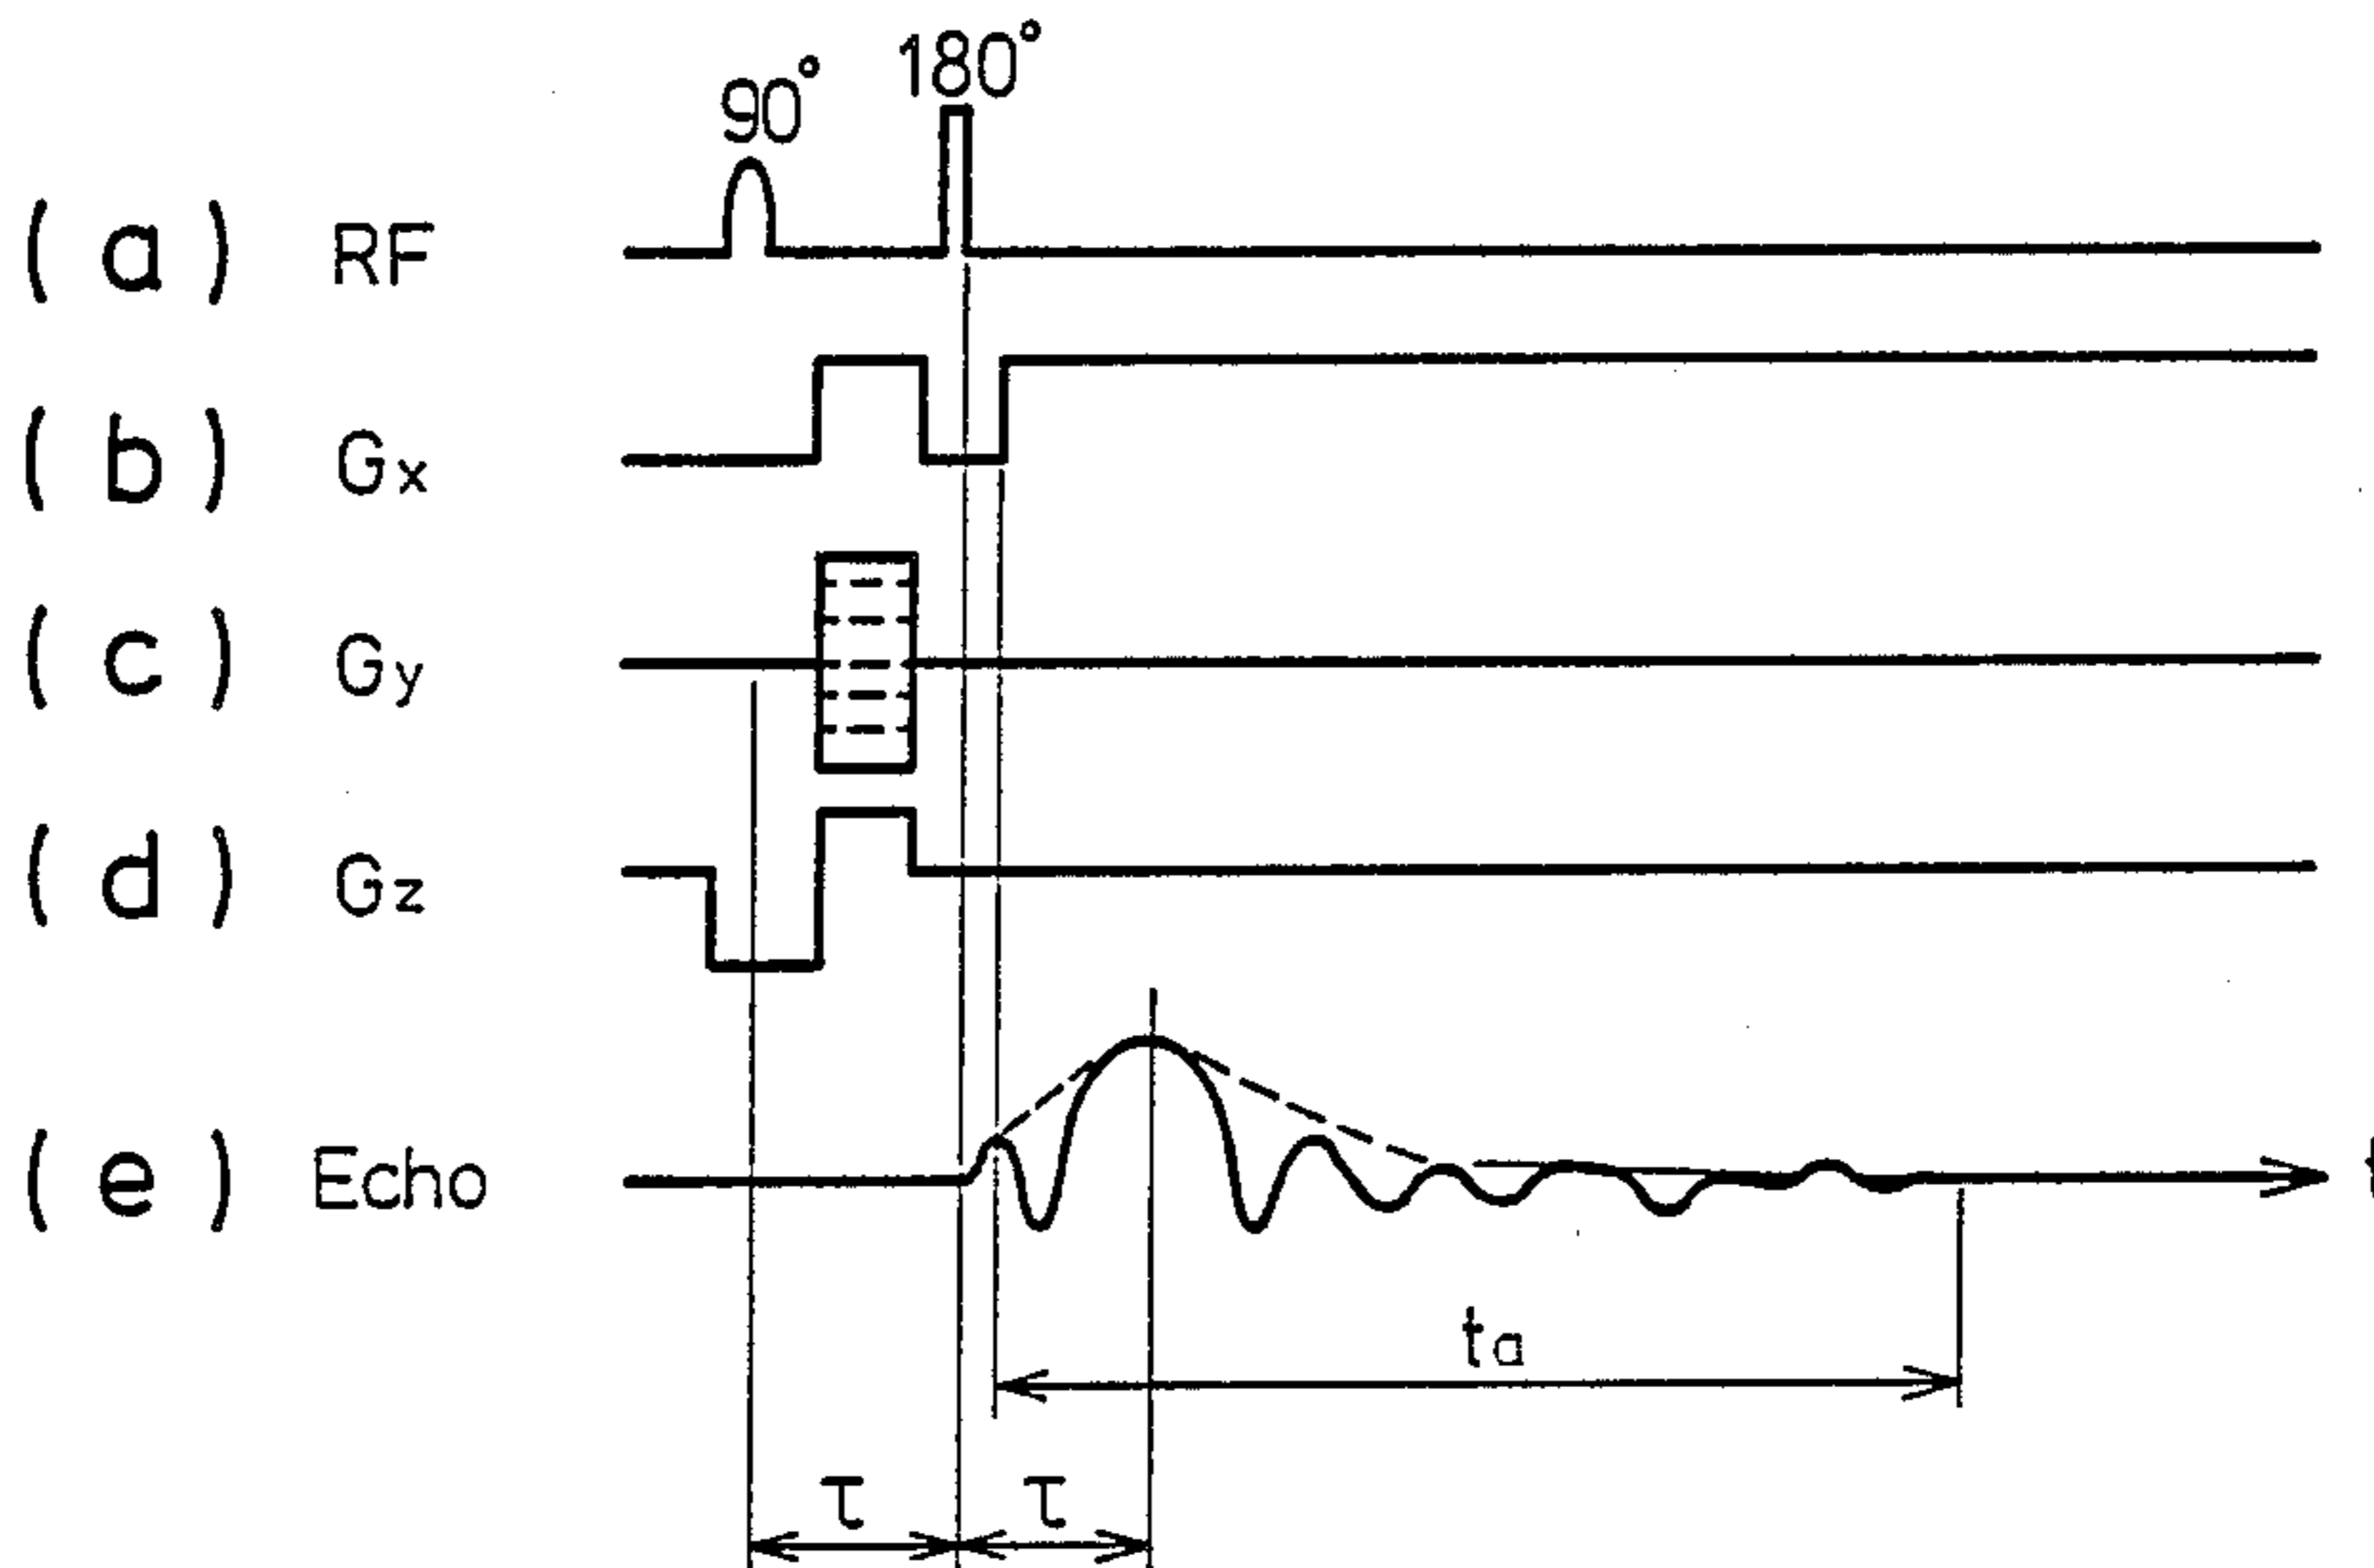 90°
180°
(a) RF
(b) Gx
(c) Gy
(d) Gz
(e) Echo
ta
τ
τ